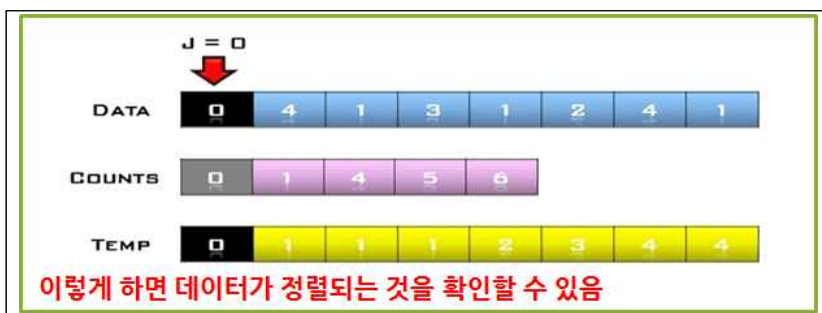 J = 0
DATA 0 4 1 3 1 2 4 1
COUNTS 0 1 4 5 6
TEMP 0 1 1 1 2 3 4 4
이렇게 하면 데이터가 정렬되는 것을 확인할 수 있음